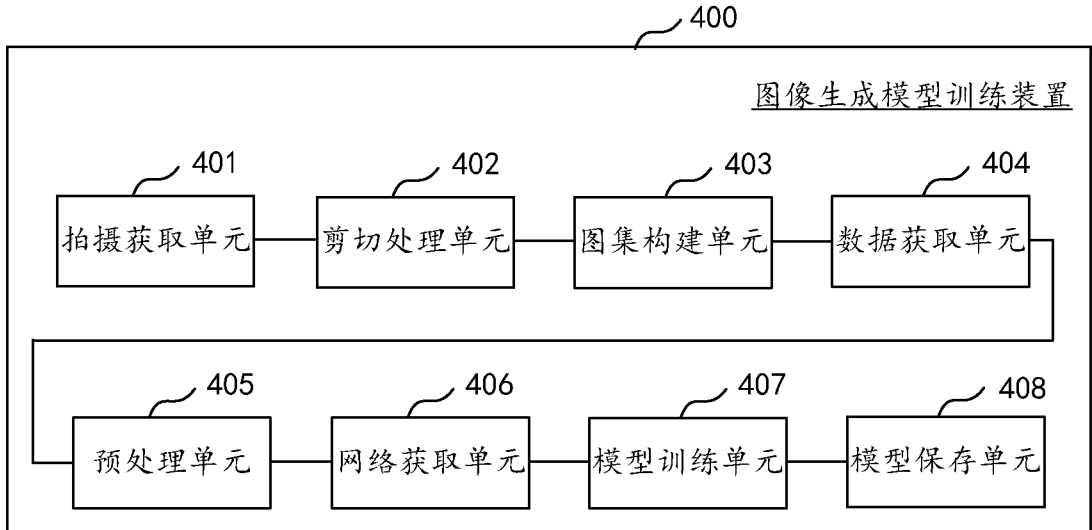 400
图像生成模型训练装置
401
402
403
404
拍摄获取单元
剪切处理单元
图集构建单元
数据获取单元
405
406
407
408
预处理单元
网络获取单元
模型训练单元
模型保存单元